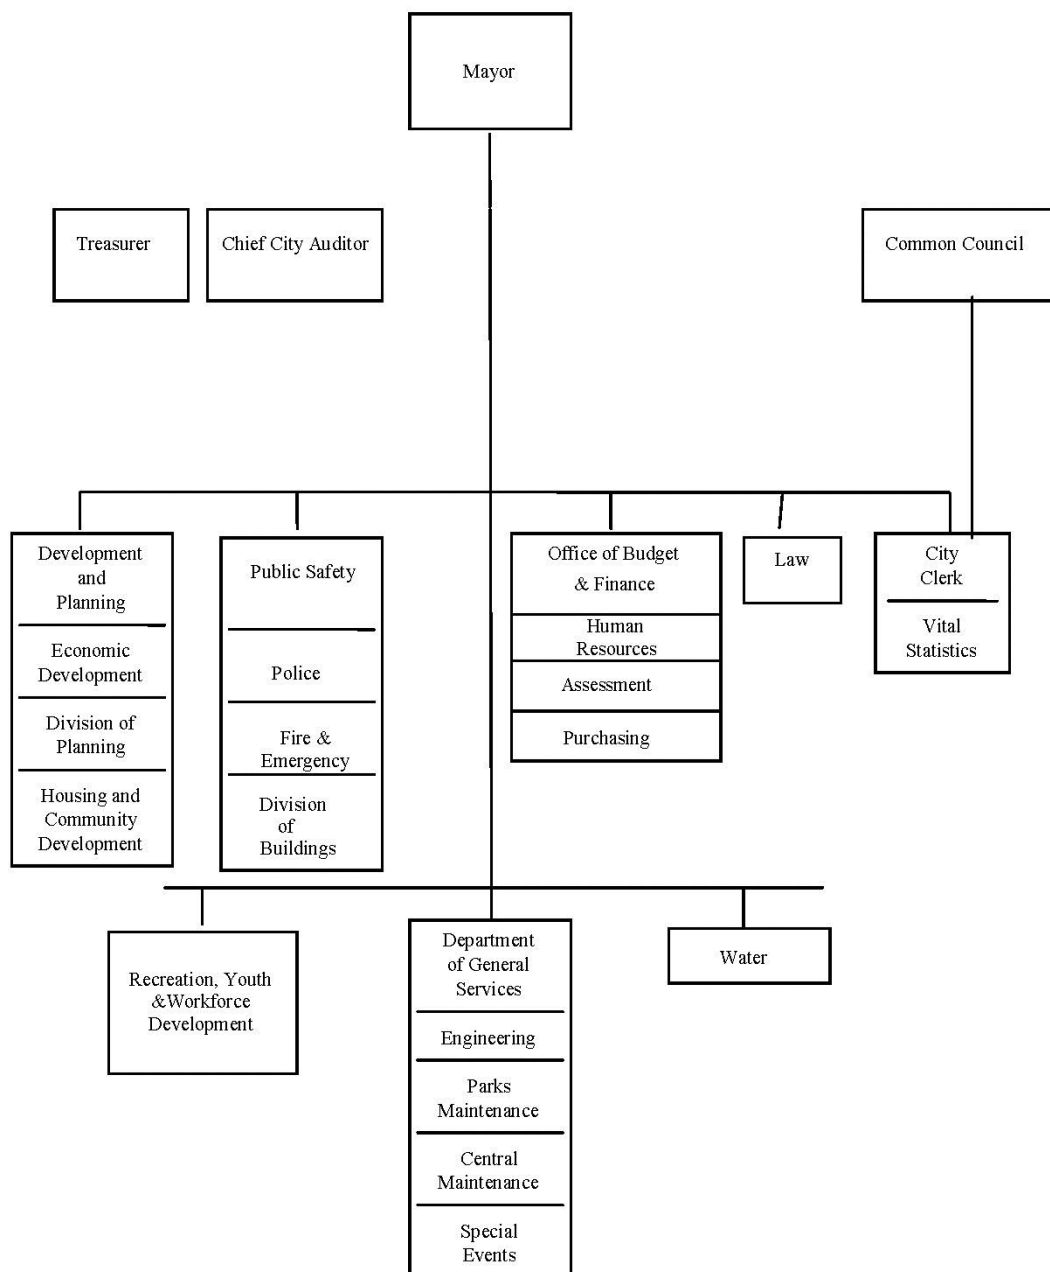 Mayor
Treasurer
Chief City Auditor
Common Council
Development
and
Planning
Economic
Development
Division of
Planning
Housing and
Community
Development
Public Safety
Police
Fire &
Emergency
Division
of
Buildings
Office of Budget
& Finance
Human
Resources
Assessment
Purchasing
Law
City
Clerk
Vital
Statistics
Recreation, Youth
&Workforce
Development
Department
of General
Services
Engineering
Parks
Maintenance
Central
Maintenance
Special
Events
Water